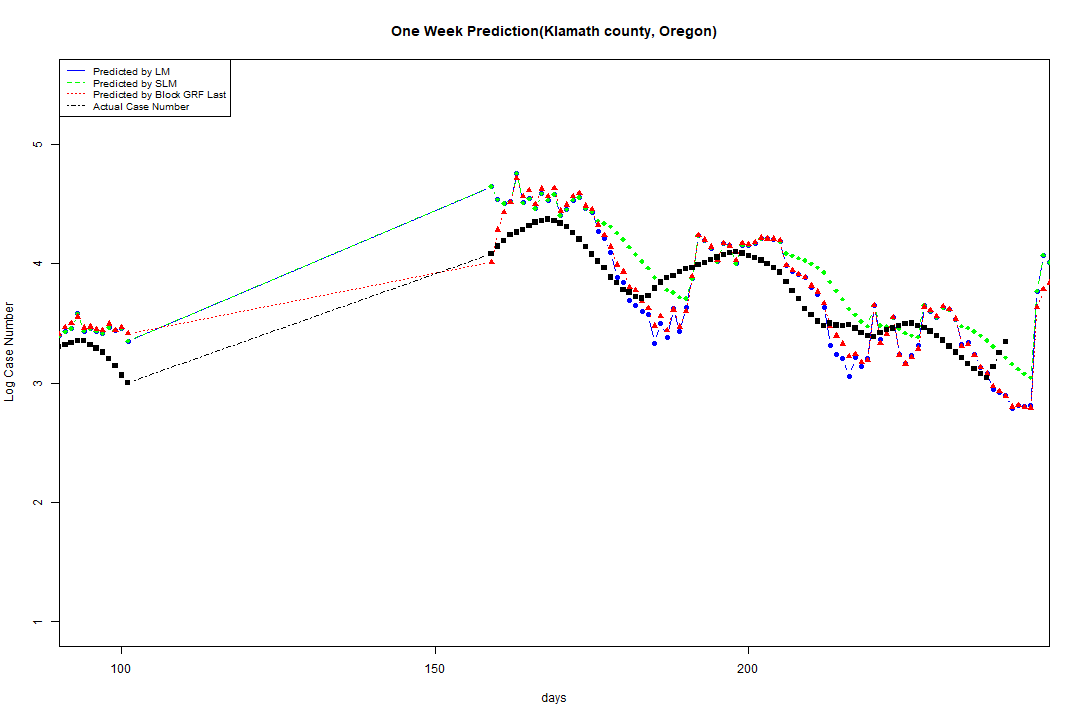 One Week Prediction(Klamath county, Oregon)
Predicted by LM
Predicted by SLM
Predicted by Block GRF Last
Actual Case Number
5
4
3
2
1
Log Case Number
100
150
200
days